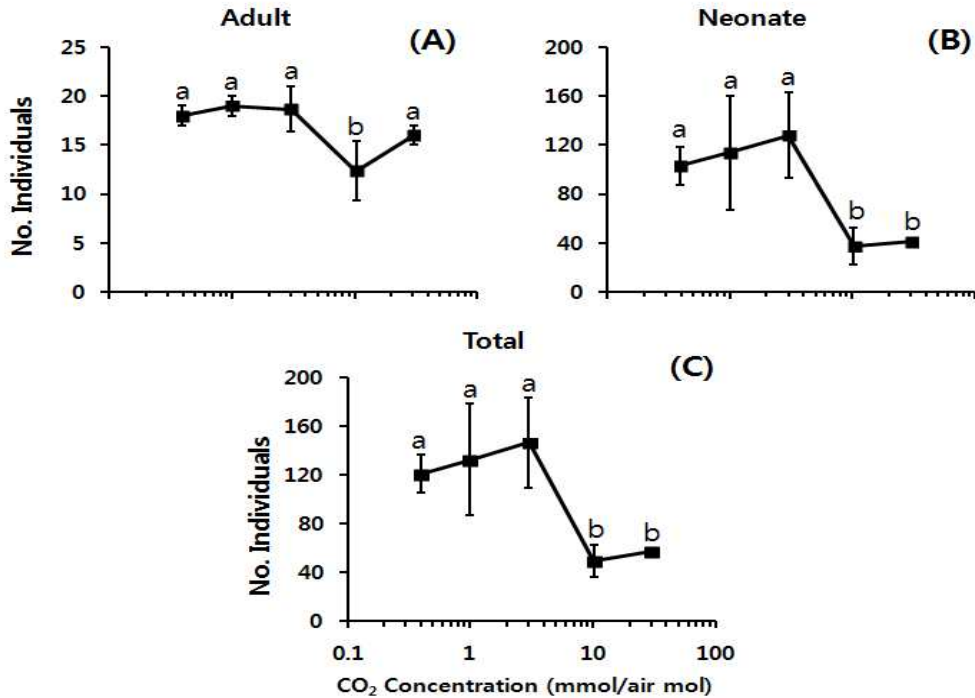 Adult
(A)
25
20
15
10
5
0
No. Individuals
a
a
a
b
a
Neonate
(B)
200
160
120
80
40
0
a
a
a
b
b
Total
(C)
200
160
120
80
40
0
No. Individuals
a
a
a
b
b
0.1 1 10 100
CO₂ Concentration (mmol/air mol)